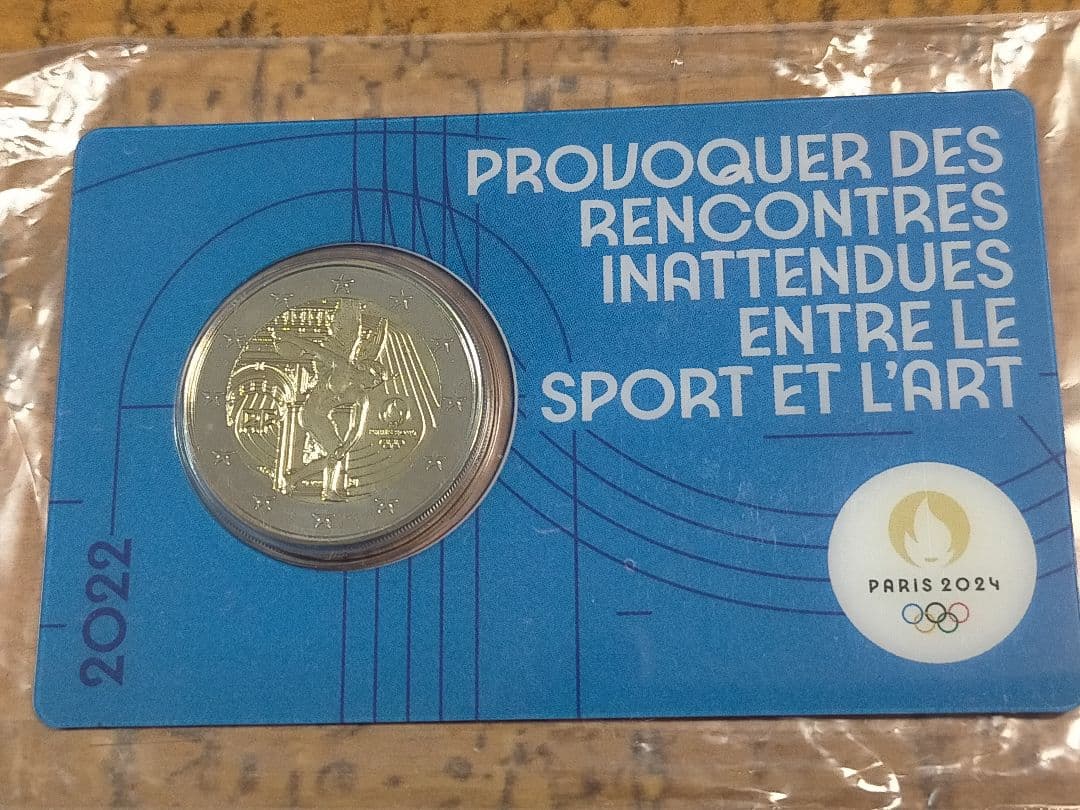 PROVOQUER DES
RENCONTRES
INATTENDUES
ENTRE LE
SPORT ET L'ART
PARIS 2024
2022